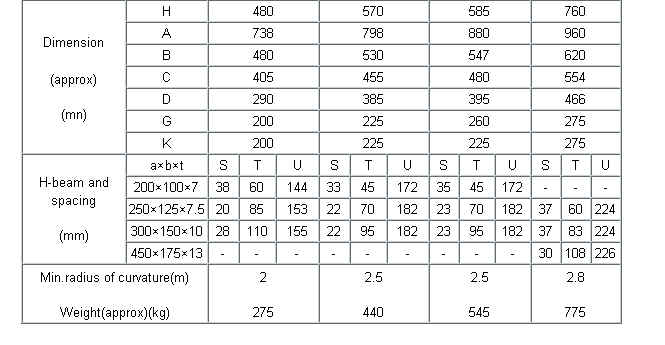 H 480 570 585 760
Dimension A 738 798 880 960
B 480 530 547 620
(approx) C 405 455 480 554
D 290 385 395 466
(mn) G 200 225 260 275
K 200 225 225 275
a×b×t S T U S T U S T U S T U
H-beam and 200×100×7 38 60 144 33 45 172 35 45 172 - - -
spacing 250×125×7.5 20 85 153 22 70 182 23 70 182 37 60 224
(mm) 300×150×10 28 110 155 22 95 182 23 95 182 37 83 224
450×175×13 - - - - - - - - - 30 108 226
Min.radius of curvature(m) 2 2.5 2.5 2.8
Weight(approx)(kg) 275 440 545 775